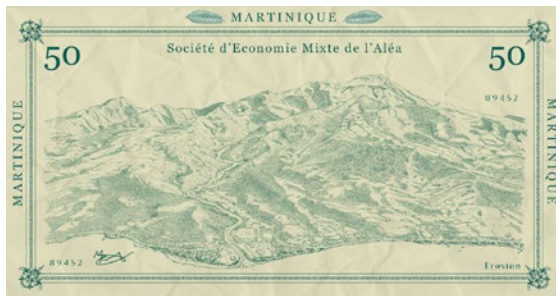 MARTINIQUE
Société d'Economie Mixte de l'Aléa
50
50
89452
MARTINIQUE
MARTINIQUE
89452
Erosion